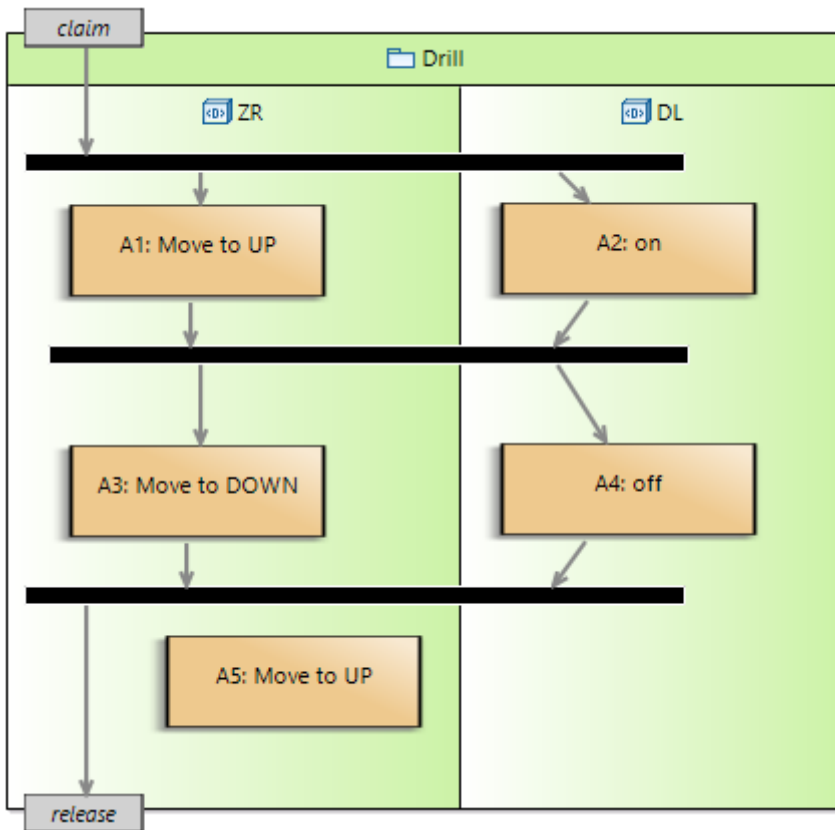 claim
Drill
<D> ZR
<D> DL
A1: Move to UP
A2: on
A3: Move to DOWN
A4: off
A5: Move to UP
release